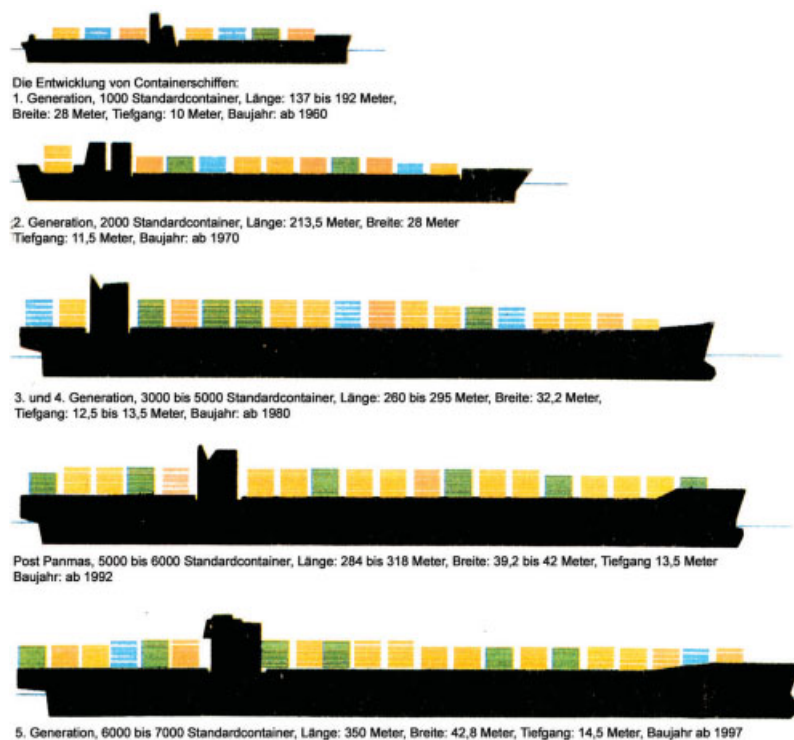 Die Entwicklung von Containerschiffen:
1. Generation, 1000 Standardcontainer, Länge: 137 bis 192 Meter,
Breite: 28 Meter, Tiefgang: 10 Meter, Baujahr: ab 1960
2. Generation, 2000 Standardcontainer, Länge: 213,5 Meter, Breite: 28 Meter
Tiefgang: 11,5 Meter, Baujahr: ab 1970
3. und 4. Generation, 3000 bis 5000 Standardcontainer, Länge: 260 bis 295 Meter, Breite: 32,2 Meter,
Tiefgang: 12,5 bis 13,5 Meter, Baujahr: ab 1980
Post Panmas, 5000 bis 6000 Standardcontainer, Länge: 284 bis 318 Meter, Breite: 39,2 bis 42 Meter, Tiefgang 13,5 Meter
Baujahr: ab 1992
5. Generation, 6000 bis 7000 Standardcontainer, Länge: 350 Meter, Breite: 42,8 Meter, Tiefgang: 14,5 Meter, Baujahr ab 1997